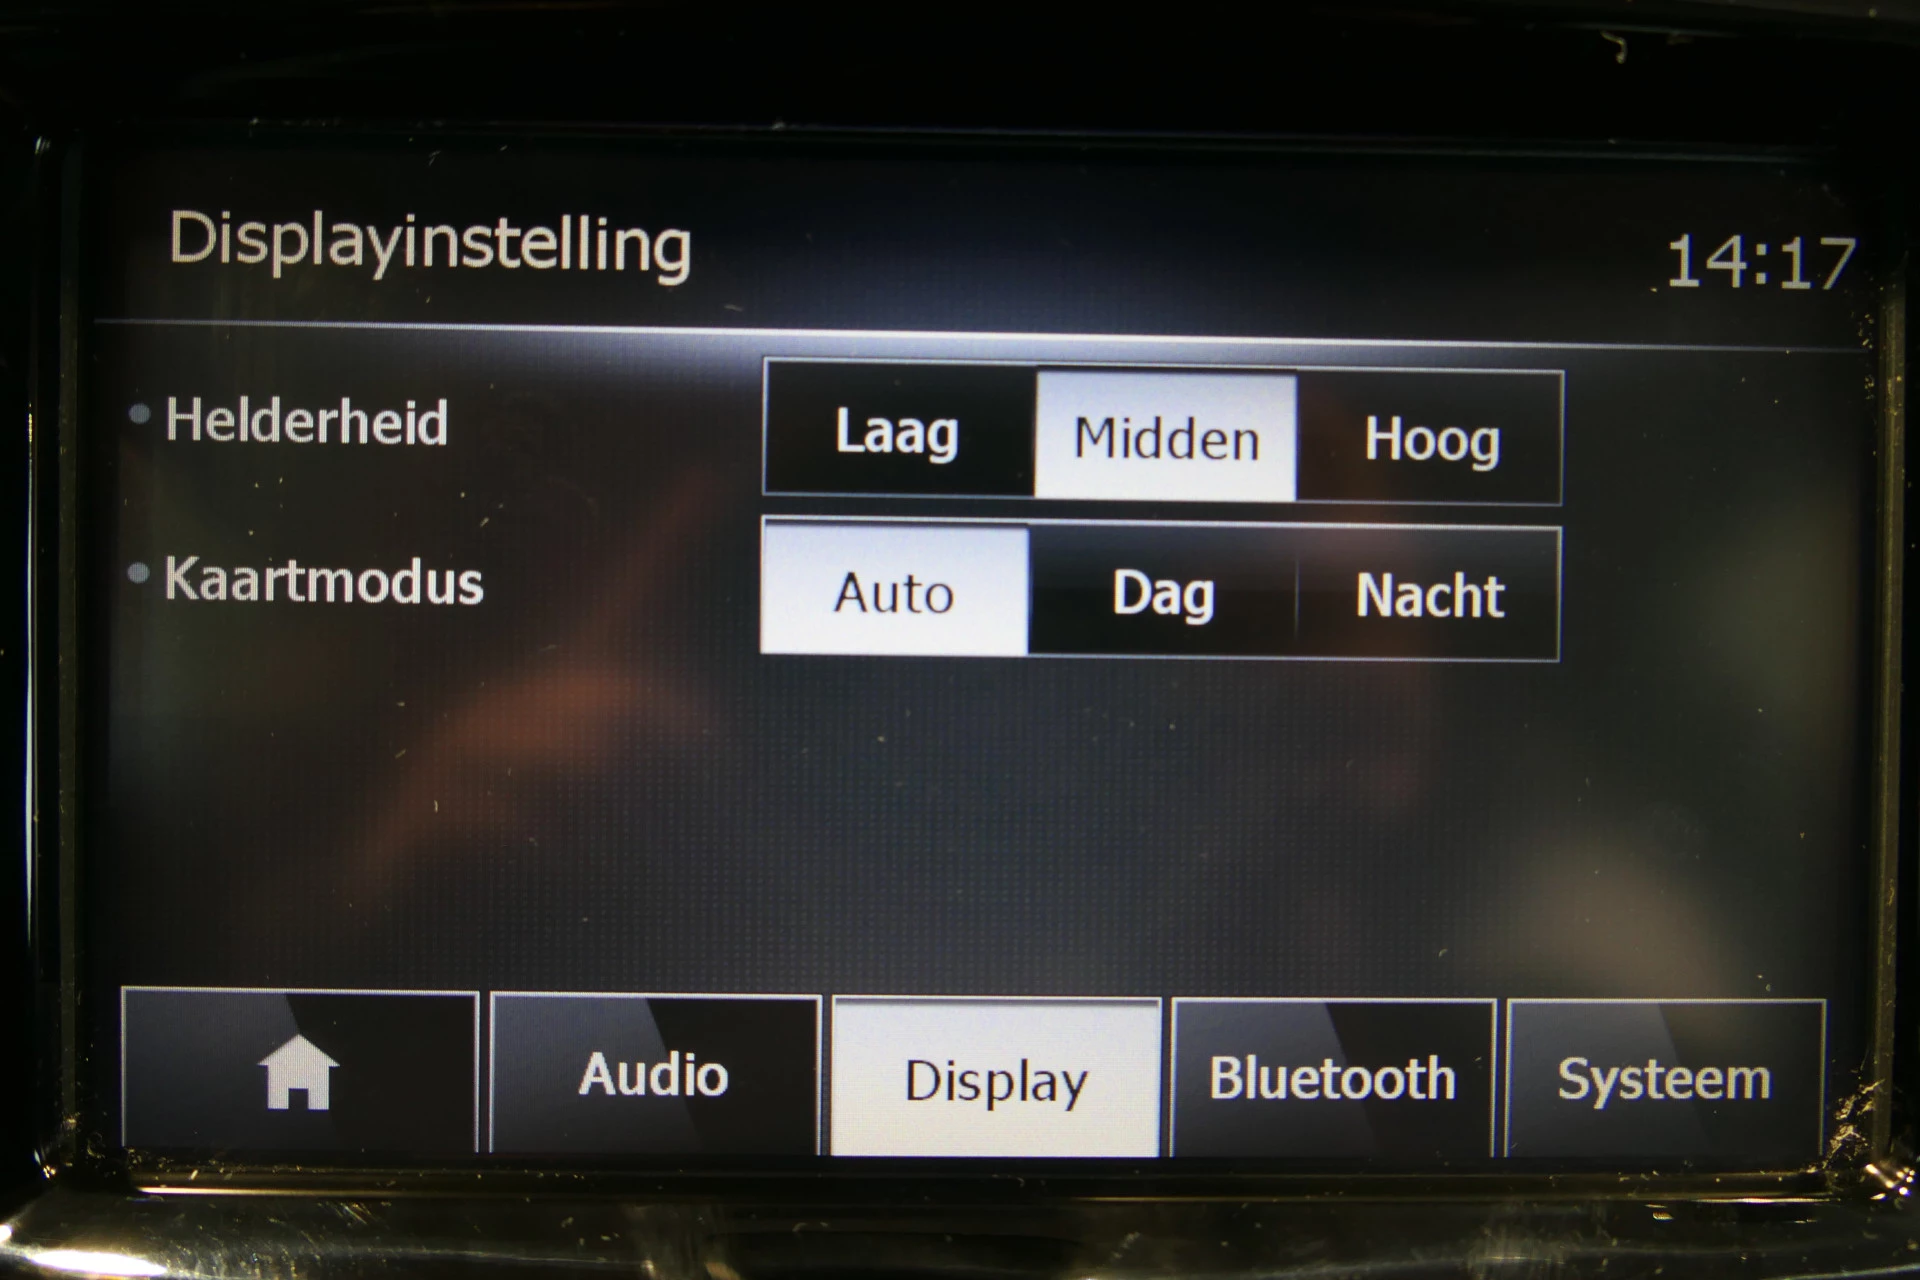 Displayinstelling 14:17
Helderheid Laag Midden Hoog
Kaartmodus Auto Dag Nacht
Audio Display Bluetooth Systeem